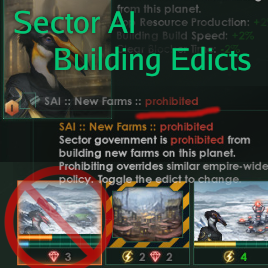 from this planet.
Sector AI
Resource Production: +2
Building Build Speed: +2%
Building Edicts
SAI :: New Farms :: prohibited
SAI :: New Farms :: prohibited
Sector government is prohibited from
building new farms on this planet.
Prohibiting overrides similar empire-wide
policy. Toggle the edict to change
3
2 2
4